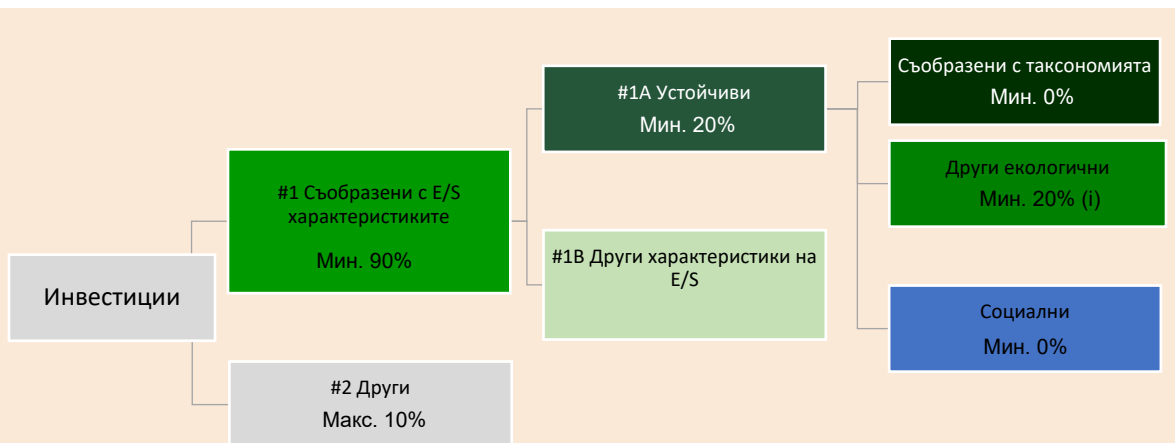 Инвестиции
#1 Съобразени с E/S
характеристиките
Мин. 90%
#2 Други
Макс. 10%
#1A Устойчиви
Мин. 20%
#1B Други характеристики на
E/S
Съобразени с таксономията
Мин. 0%
Други екологични
Мин. 20% (i)
Социални
Мин. 0%